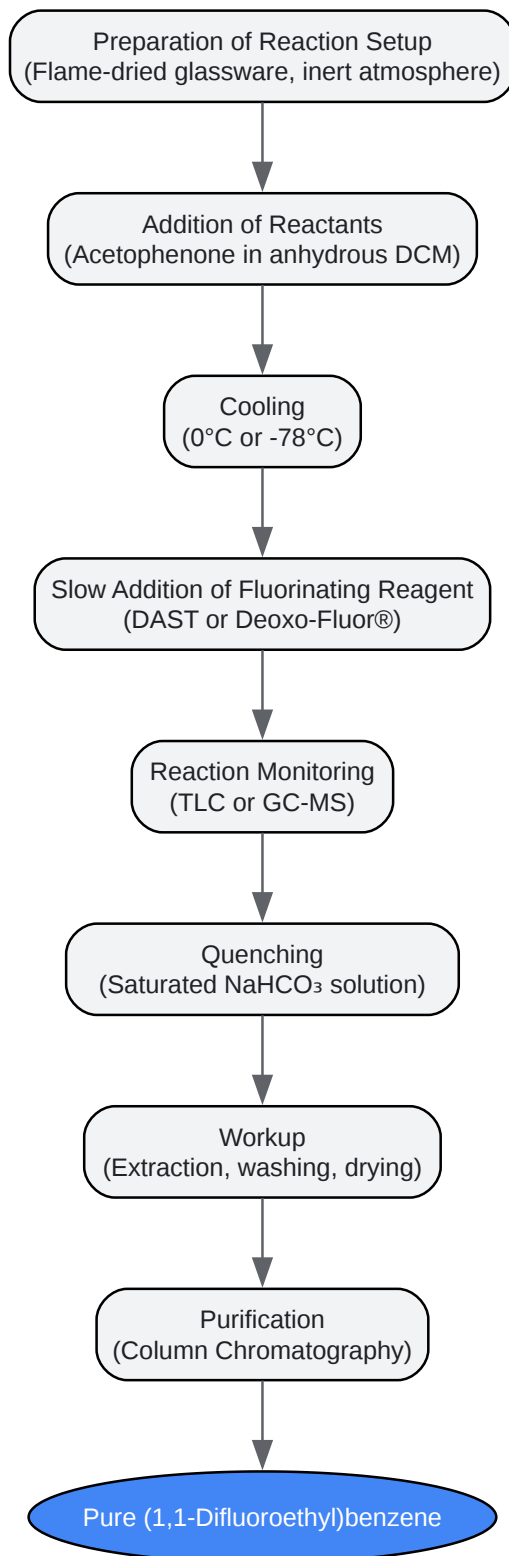 Preparation of Reaction Setup
(Flame-dried glassware, inert atmosphere)
Addition of Reactants
(Acetophenone in anhydrous DCM)
Cooling
(0°C or -78°C)
Slow Addition of Fluorinating Reagent
(DAST or Deoxo-Fluor®)
Reaction Monitoring
(TLC or GC-MS)
Quenching
(Saturated NaHCO₃ solution)
Workup
(Extraction, washing, drying)
Purification
(Column Chromatography)
Pure (1,1-Difluoroethyl)benzene